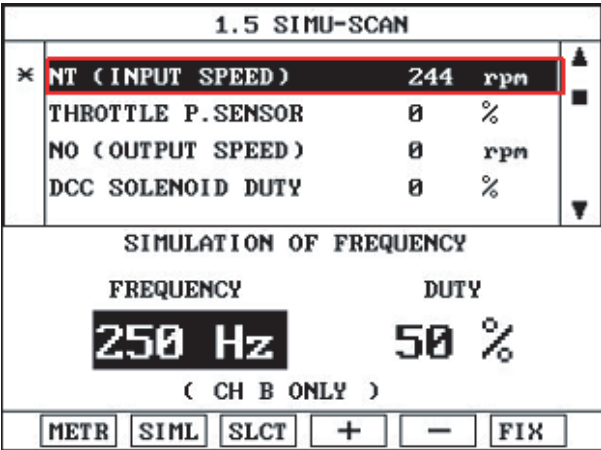 1.5 SIMU-SCAN
* NT (INPUT SPEED) 244 rpm
THROTTLE P.SENSOR 0 %
NO (OUTPUT SPEED) 0 rpm
DCC SOLENOID DUTY 0 %
SIMULATION OF FREQUENCY
FREQUENCY DUTY
250 Hz 50 %
( CH B ONLY )
METR SIML SLCT + - FIX